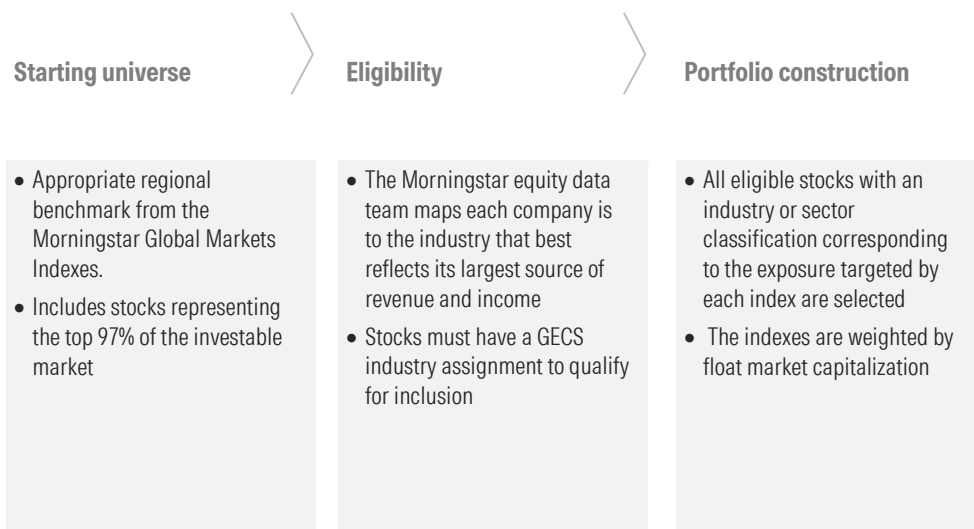 Starting universe
Eligibility
Portfolio construction
• Appropriate regional
benchmark from the
Morningstar Global Markets
Indexes.
• Includes stocks representing
the top 97% of the investable
market
• The Morningstar equity data
team maps each company is
to the industry that best
reflects its largest source of
revenue and income
• Stocks must have a GECS
industry assignment to qualify
for inclusion
• All eligible stocks with an
industry or sector
classification corresponding
to the exposure targeted by
each index are selected
• The indexes are weighted by
float market capitalization